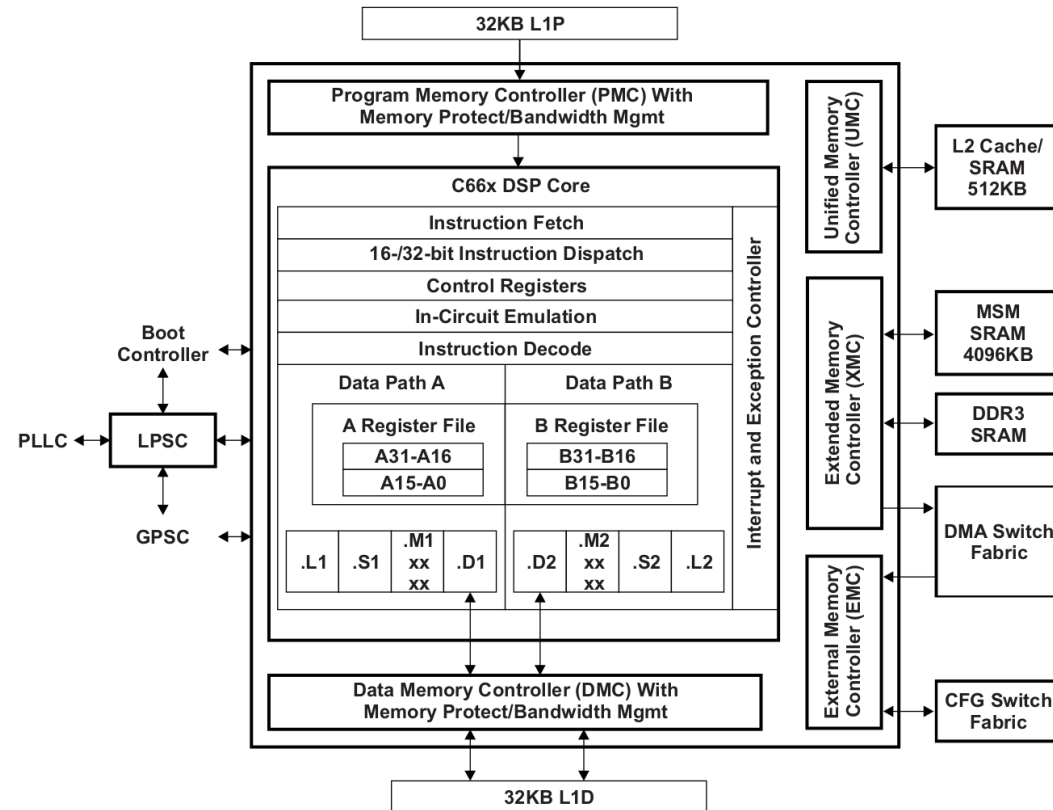 32KB L1P
Program Memory Controller (PMC) With
Memory Protect/Bandwidth Mgmt
C66x DSP Core
Instruction Fetch
16-/32-bit Instruction Dispatch
Control Registers
In-Circuit Emulation
Instruction Decode
Data Path A
Data Path B
A Register File
B Register File
A31-A16
B31-B16
A15-A0
B15-B0
.L1
.S1
.M1
xx
xx
.D1
.D2
.M2
xx
xx
.S2
.L2
Interrupt and Exception Controller
Data Memory Controller (DMC) With
Memory Protect/Bandwidth Mgmt
32KB L1D
Boot
Controller
PLLC
LPSC
GPSC
Unified Memory
Controller (UMC)
Extended Memory
Controller (XMC)
External Memory
Controller (EMC)
L2 Cache/
SRAM
512KB
MSM
SRAM
4096KB
DDR3
SRAM
DMA Switch
Fabric
CFG Switch
Fabric